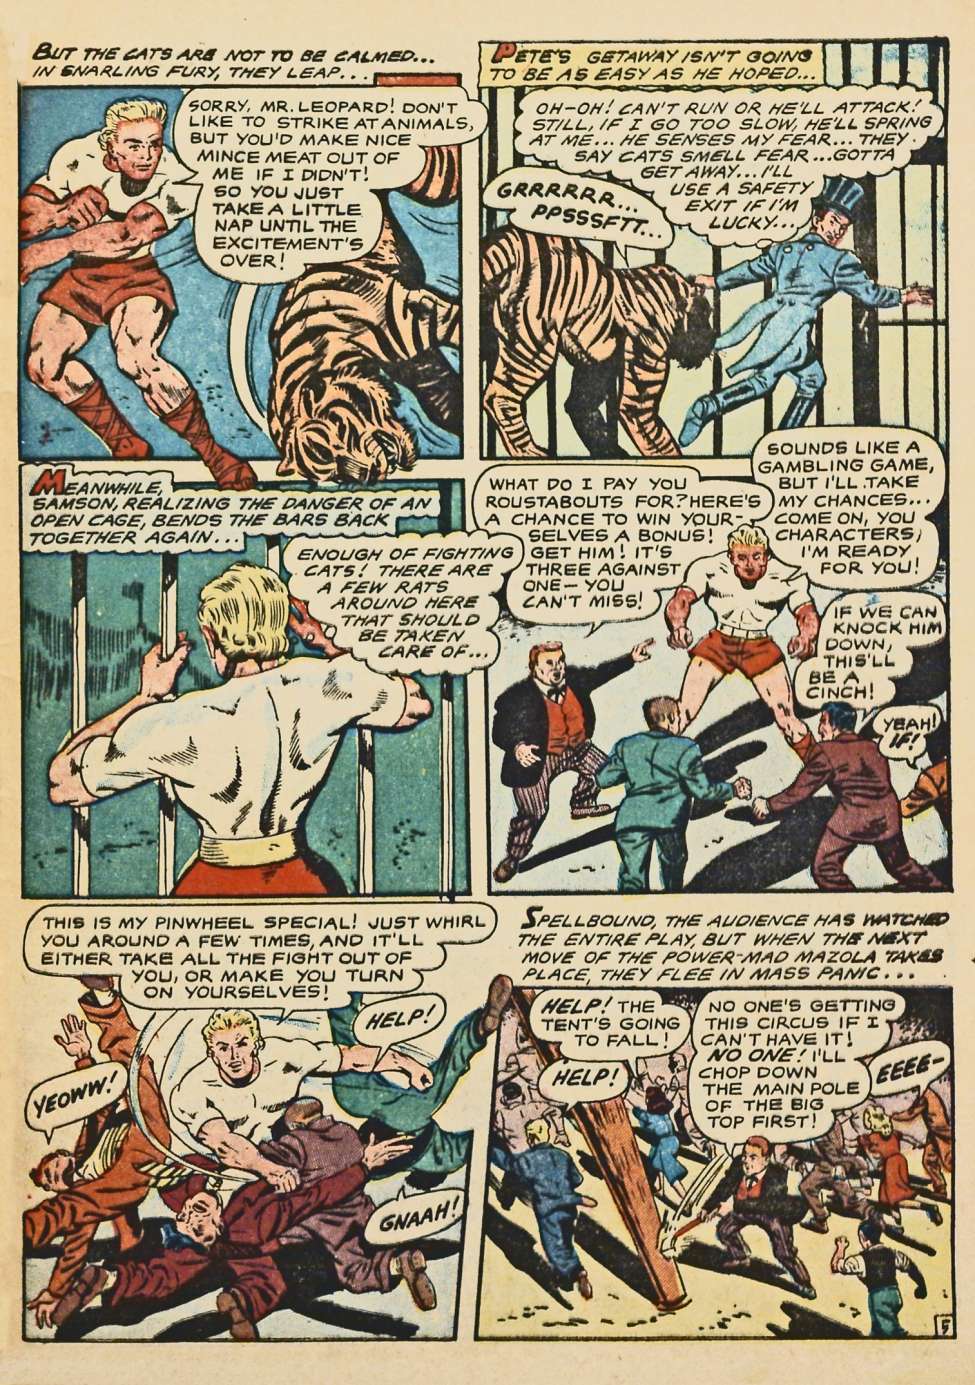 BUT THE CATS ARE NOT TO BE CALMED...
IN SNARLING FURY, THEY LEAP...
SORRY, MR. LEOPARD! DON'T
LIKE TO STRIKE AT ANIMALS,
BUT YOU'D MAKE NICE
MINCE MEAT OUT OF
ME IF I DIDN'T!
SO YOU JUST
TAKE A LITTLE
NAP UNTIL THE
EXCITEMENT'S
OVER!
PETE'S GETAWAY ISN'T GOING
TO BE AS EASY AS HE HOPED...
OH-OH! CAN'T RUN OR HE'LL ATTACK!
STILL, IF I GO TOO SLOW, HE'LL SPRING
AT ME... HE SENSES MY FEAR... THEY
SAY CATS SMELL FEAR... GOTTA
GET AWAY... I'LL
USE A SAFETY
EXIT IF I'M
LUCKY...
GRRRRRR...
PPSSSFTT...
MEANWHILE,
SAMSON, REALIZING THE DANGER OF AN
OPEN CAGE, BENDS THE BARS BACK
TOGETHER AGAIN...
ENOUGH OF FIGHTING
CATS! THERE ARE
A FEW RATS
AROUND HERE
THAT SHOULD
BE TAKEN
CARE OF...
WHAT DO I PAY YOU
ROUSTABOUTS FOR? HERE'S
A CHANCE TO WIN YOUR-
SELVES A BONUS!
GET HIM! IT'S
THREE AGAINST
ONE—YOU
CAN'T MISS!
SOUNDS LIKE A
GAMBLING GAME,
BUT I'LL TAKE
MY CHANCES...
COME ON, YOU
CHARACTERS,
I'M READY
FOR YOU!
IF WE CAN
KNOCK HIM
DOWN,
THIS'LL
BE A
CINCH!
YEAH!
IF!
THIS IS MY PINWHEEL SPECIAL! JUST WHIRL
YOU AROUND A FEW TIMES, AND IT'LL
EITHER TAKE ALL THE FIGHT OUT OF
YOU, OR MAKE YOU TURN
ON YOURSELVES!
HELP!
YEOWW!
GNAAH!
SPELLBOUND, THE AUDIENCE HAS WATCHED
THE ENTIRE PLAY, BUT WHEN THE NEXT
MOVE OF THE POWER-MAD MAZOLA TAKES
PLACE, THEY FLEE IN MASS PANIC...
HELP! THE
TENT'S GOING
TO FALL!
HELP!
NO ONE'S GETTING
THIS CIRCUS IF I
CAN'T HAVE IT!
NO ONE! I'LL
CHOP DOWN
THE MAIN POLE
OF THE BIG
TOP FIRST!
EEEE-
5